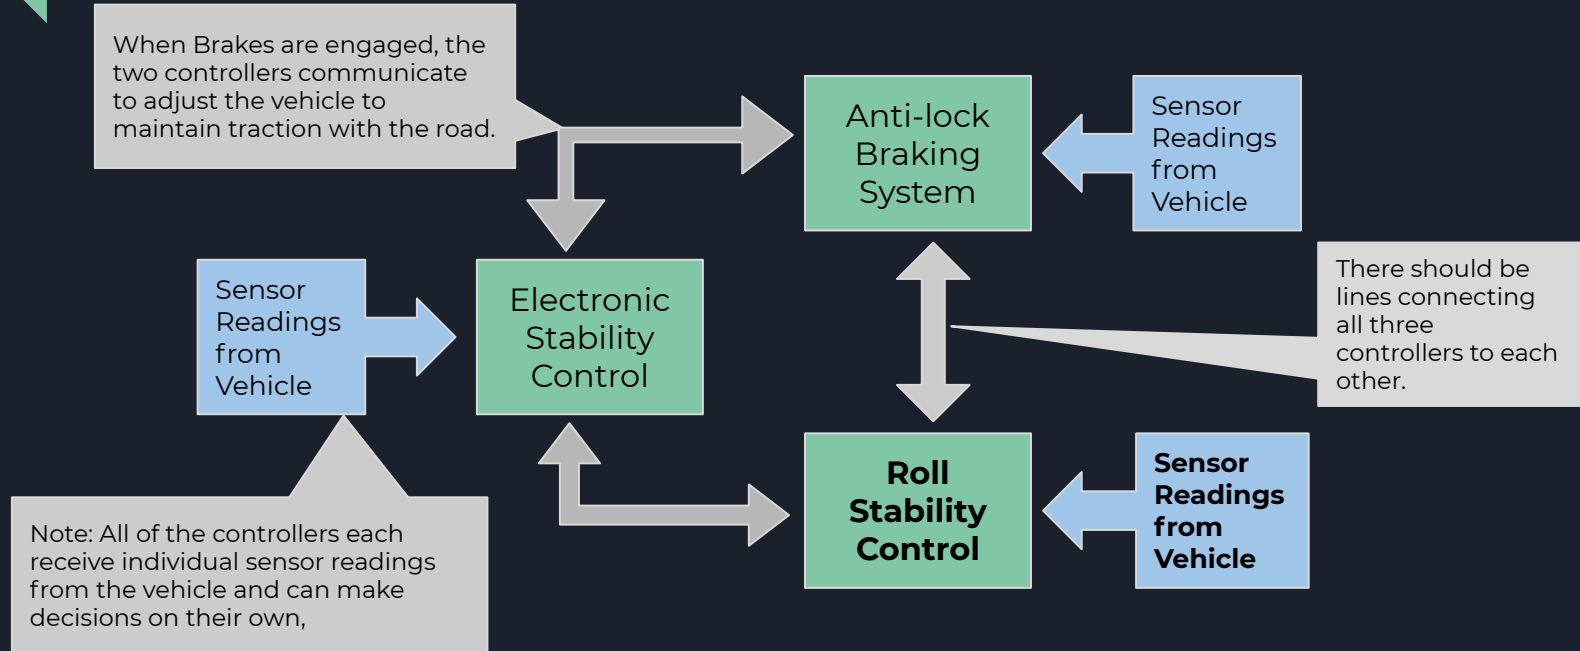 When Brakes are engaged, the
two controllers communicate
to adjust the vehicle to
maintain traction with the road.
Anti-lock
Braking
System
Sensor
Readings
from
Vehicle
Sensor
Readings
from
Vehicle
Electronic
Stability
Control
There should be
lines connecting
all three
controllers to each
other.
Roll
Stability
Control
Sensor
Readings
from
Vehicle
Note: All of the controllers each
receive individual sensor readings
from the vehicle and can make
decisions on their own,